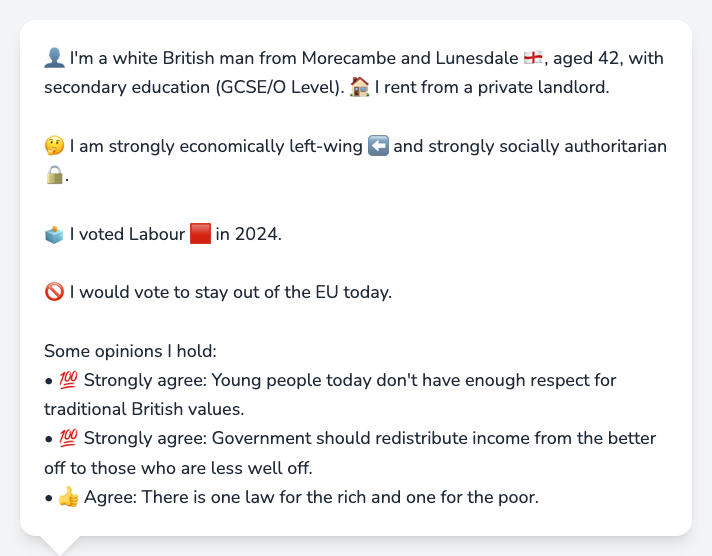 👤 I'm a white British man from Morecambe and Lunesdale 🏴󠁧󠁢󠁥󠁮󠁧󠁿, aged 42, with
secondary education (GCSE/O Level). 🏠 I rent from a private landlord.
🤔 I am strongly economically left-wing ⬅️ and strongly socially authoritarian
🔒.
🗳️ I voted Labour 🟥 in 2024.
🚫 I would vote to stay out of the EU today.
Some opinions I hold:
• 💯 Strongly agree: Young people today don't have enough respect for
traditional British values.
• 💯 Strongly agree: Government should redistribute income from the better
off to those who are less well off.
• 👍 Agree: There is one law for the rich and one for the poor.